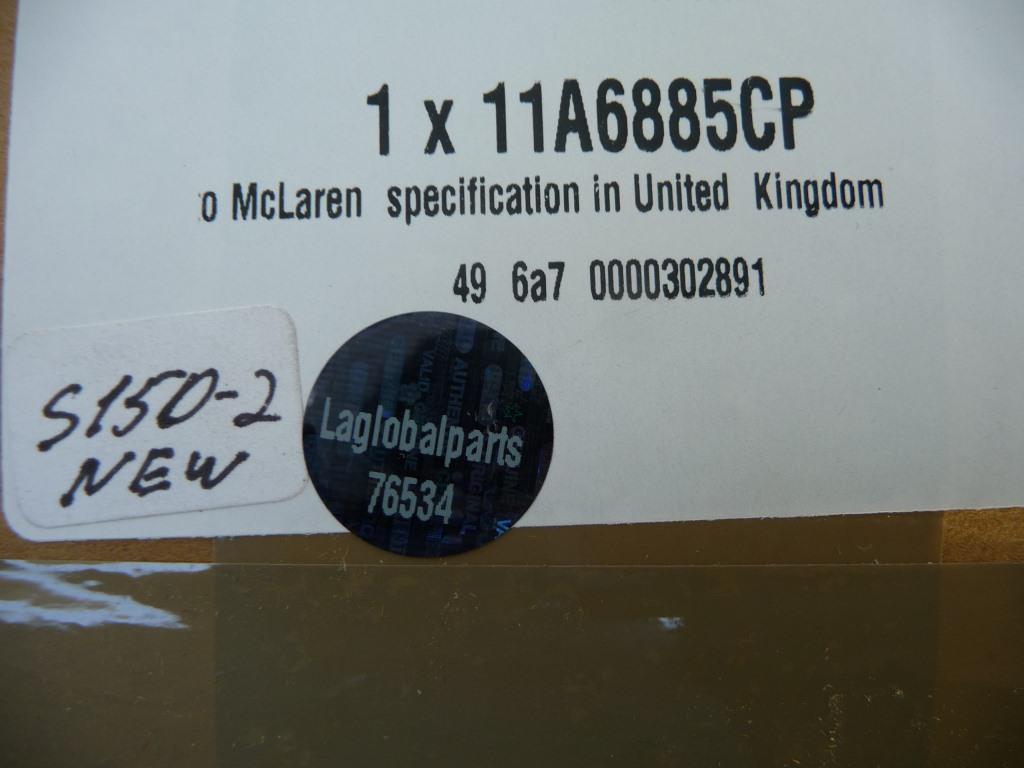 1 x 11A6885CP
o McLaren specification in United Kingdom
49 6a7 0000302891
S150-2
NEW
Laglobalparts
76534